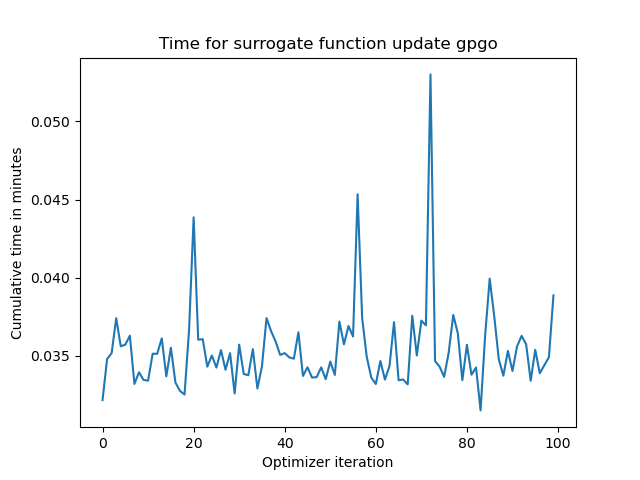 Time for surrogate function update gpgo
Cumulative time in minutes
0.050
0.045
0.040
0.035
0 20 40 60 80 100
Optimizer iteration